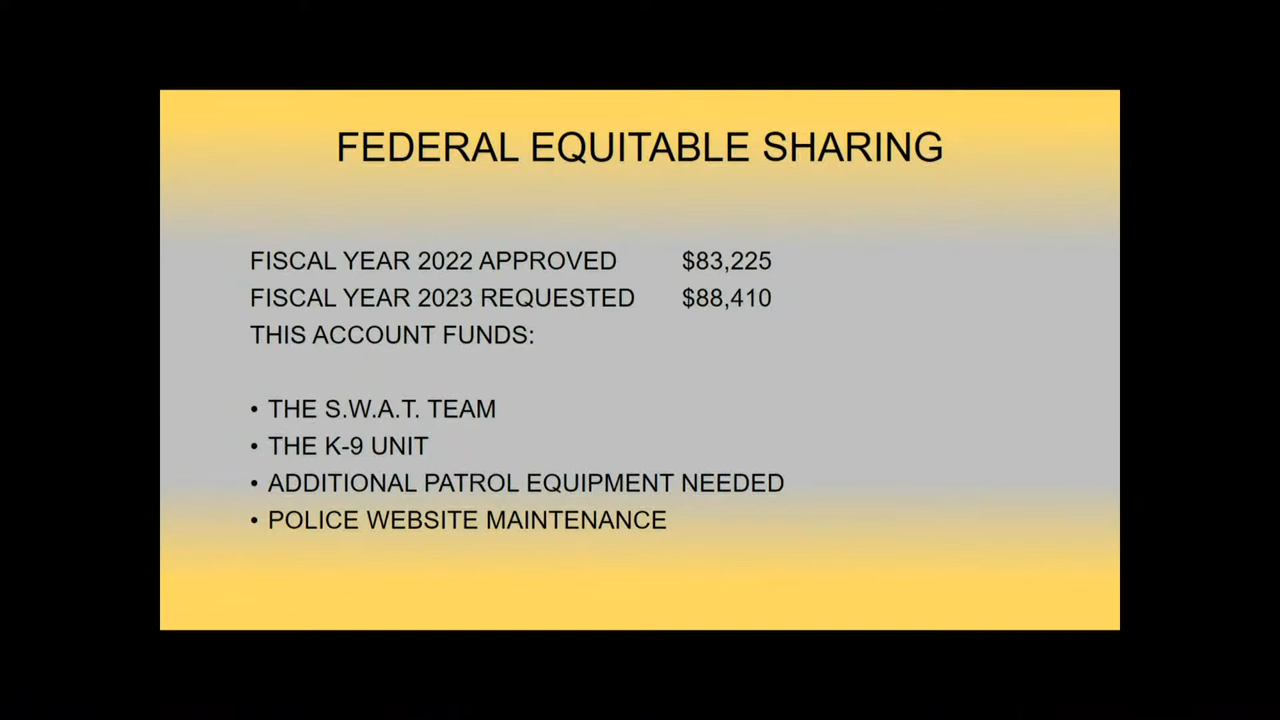 FEDERAL EQUITABLE SHARING
FISCAL YEAR 2022 APPROVED $83,225
FISCAL YEAR 2023 REQUESTED $88,410
THIS ACCOUNT FUNDS:
• THE S.W.A.T. TEAM
• THE K-9 UNIT
• ADDITIONAL PATROL EQUIPMENT NEEDED
• POLICE WEBSITE MAINTENANCE